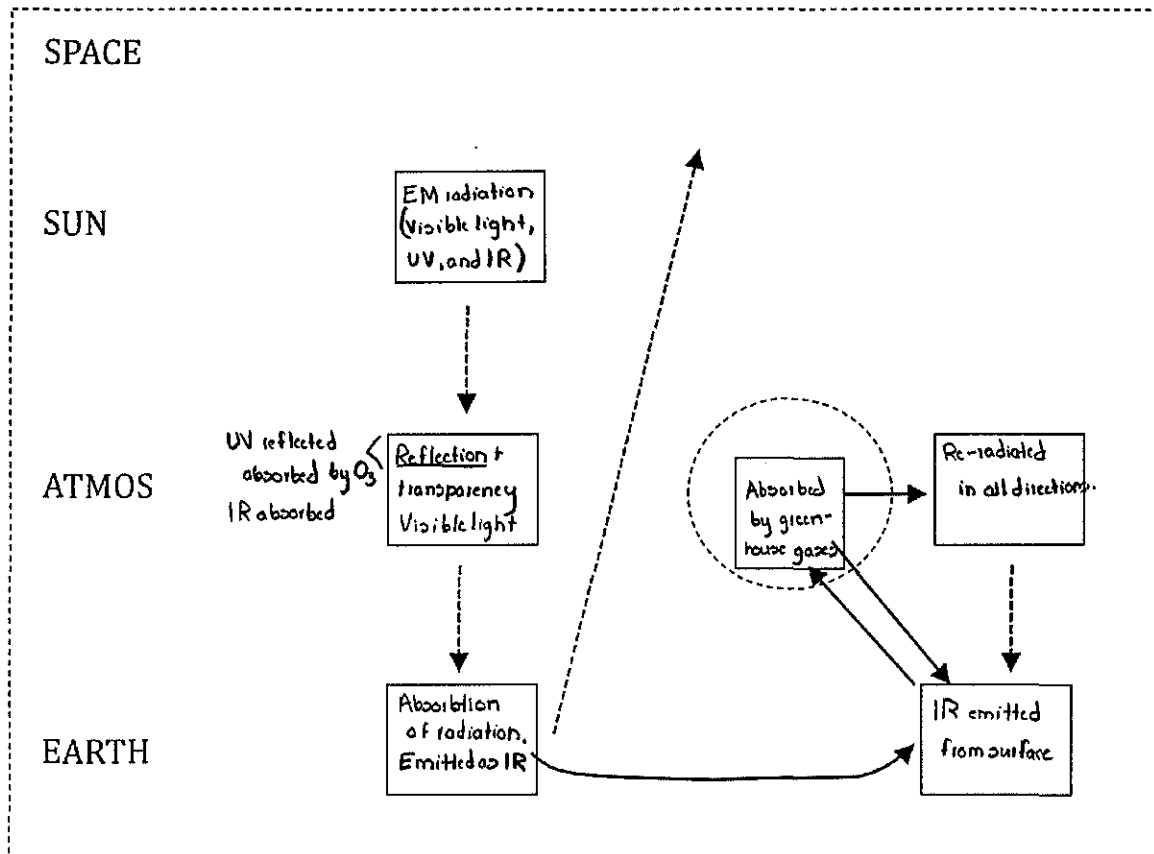 SPACE
SUN
EM radiation
(visible light,
UV, and IR)
ATMOS
UV reflected
absorbed by O₃
IR absorbed
Reflection +
transparency
Visible light
Absorbed
by green-
house gases
Re-radiated
in all directions.
EARTH
Absorbtion
of radiation.
Emitted as IR
IR emitted
from surface